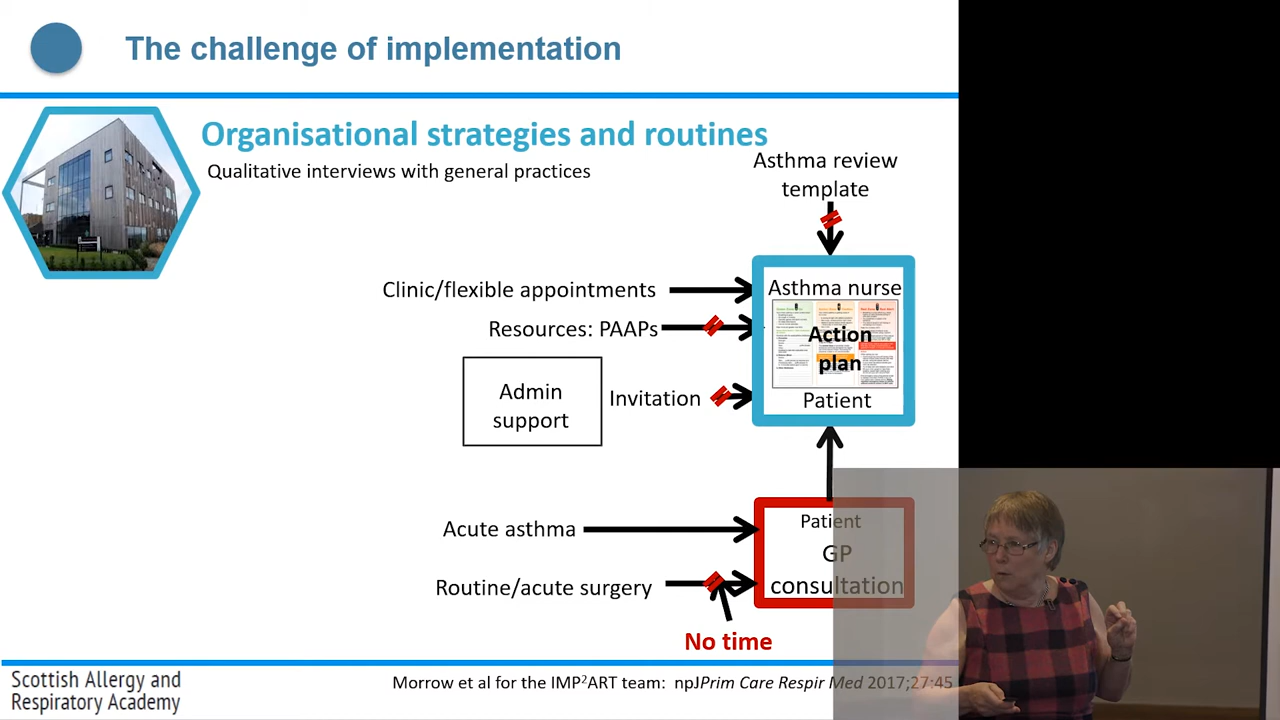 The challenge of implementation
Organisational strategies and routines
Qualitative interviews with general practices
Asthma review
template
Clinic/flexible appointments
Asthma nurse
Resources: PAAPs
Action
plan
Admin
support
Invitation
Patient
Acute asthma
Patient
GP
consultation
Routine/acute surgery
No time
Scottish Allergy and
Respiratory Academy
Morrow et al for the IMP²ART team: npJPrim Care Respir Med 2017;27:45